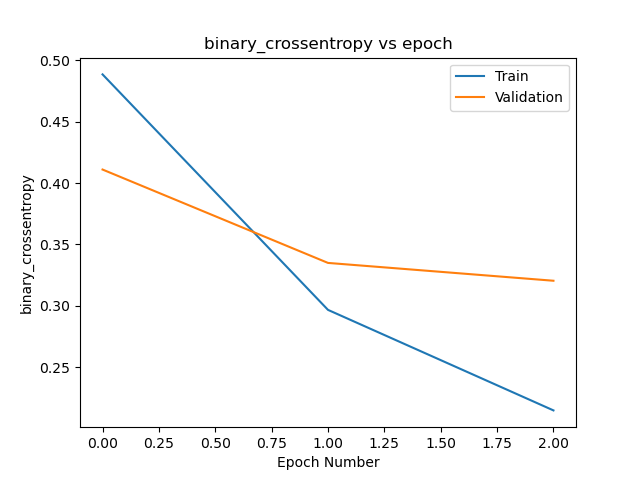 binary_crossentropy vs epoch
Train
Validation
binary_crossentropy
0.50
0.45
0.40
0.35
0.30
0.25
0.00 0.25 0.50 0.75 1.00 1.25 1.50 1.75 2.00
Epoch Number